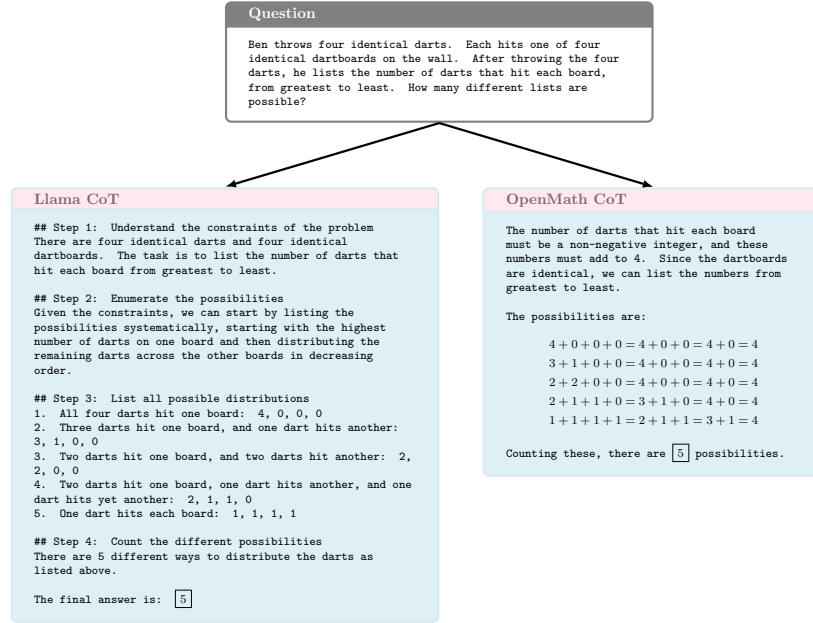 Question
Ben throws four identical darts. Each hits one of four
identical dartboards on the wall. After throwing the four
darts, he lists the number of darts that hit each board,
from greatest to least. How many different lists are
possible?
Llama CoT
## Step 1: Understand the constraints of the problem
There are four identical darts and four identical
dartboards. The task is to list the number of darts that
hit each board from greatest to least.
## Step 2: Enumerate the possibilities
Given the constraints, we can start by listing the
possibilities systematically, starting with the highest
number of darts on one board and then distributing the
remaining darts across the other boards in decreasing
order.
## Step 3: List all possible distributions
1. All four darts hit one board: 4, 0, 0, 0
2. Three darts hit one board, and one dart hits another:
3, 1, 0, 0
3. Two darts hit one board, and two darts hit another: 2,
2, 0, 0
4. Two darts hit one board, one dart hits another, and one
dart hits yet another: 2, 1, 1, 0
5. One dart hits each board: 1, 1, 1, 1
## Step 4: Count the different possibilities
There are 5 different ways to distribute the darts as
listed above.
The final answer is: 5
OpenMath CoT
The number of darts that hit each board
must be a non-negative integer, and these
numbers must add to 4. Since the dartboards
are identical, we can list the numbers from
greatest to least.
The possibilities are:
4 + 0 + 0 + 0 = 4 + 0 + 0 = 4 + 0 = 4
3 + 1 + 0 + 0 = 4 + 0 + 0 = 4 + 0 = 4
2 + 2 + 0 + 0 = 4 + 0 + 0 = 4 + 0 = 4
2 + 1 + 1 + 0 = 3 + 1 + 0 = 4 + 0 = 4
1 + 1 + 1 + 1 = 2 + 1 + 1 = 3 + 1 = 4
Counting these, there are 5 possibilities.